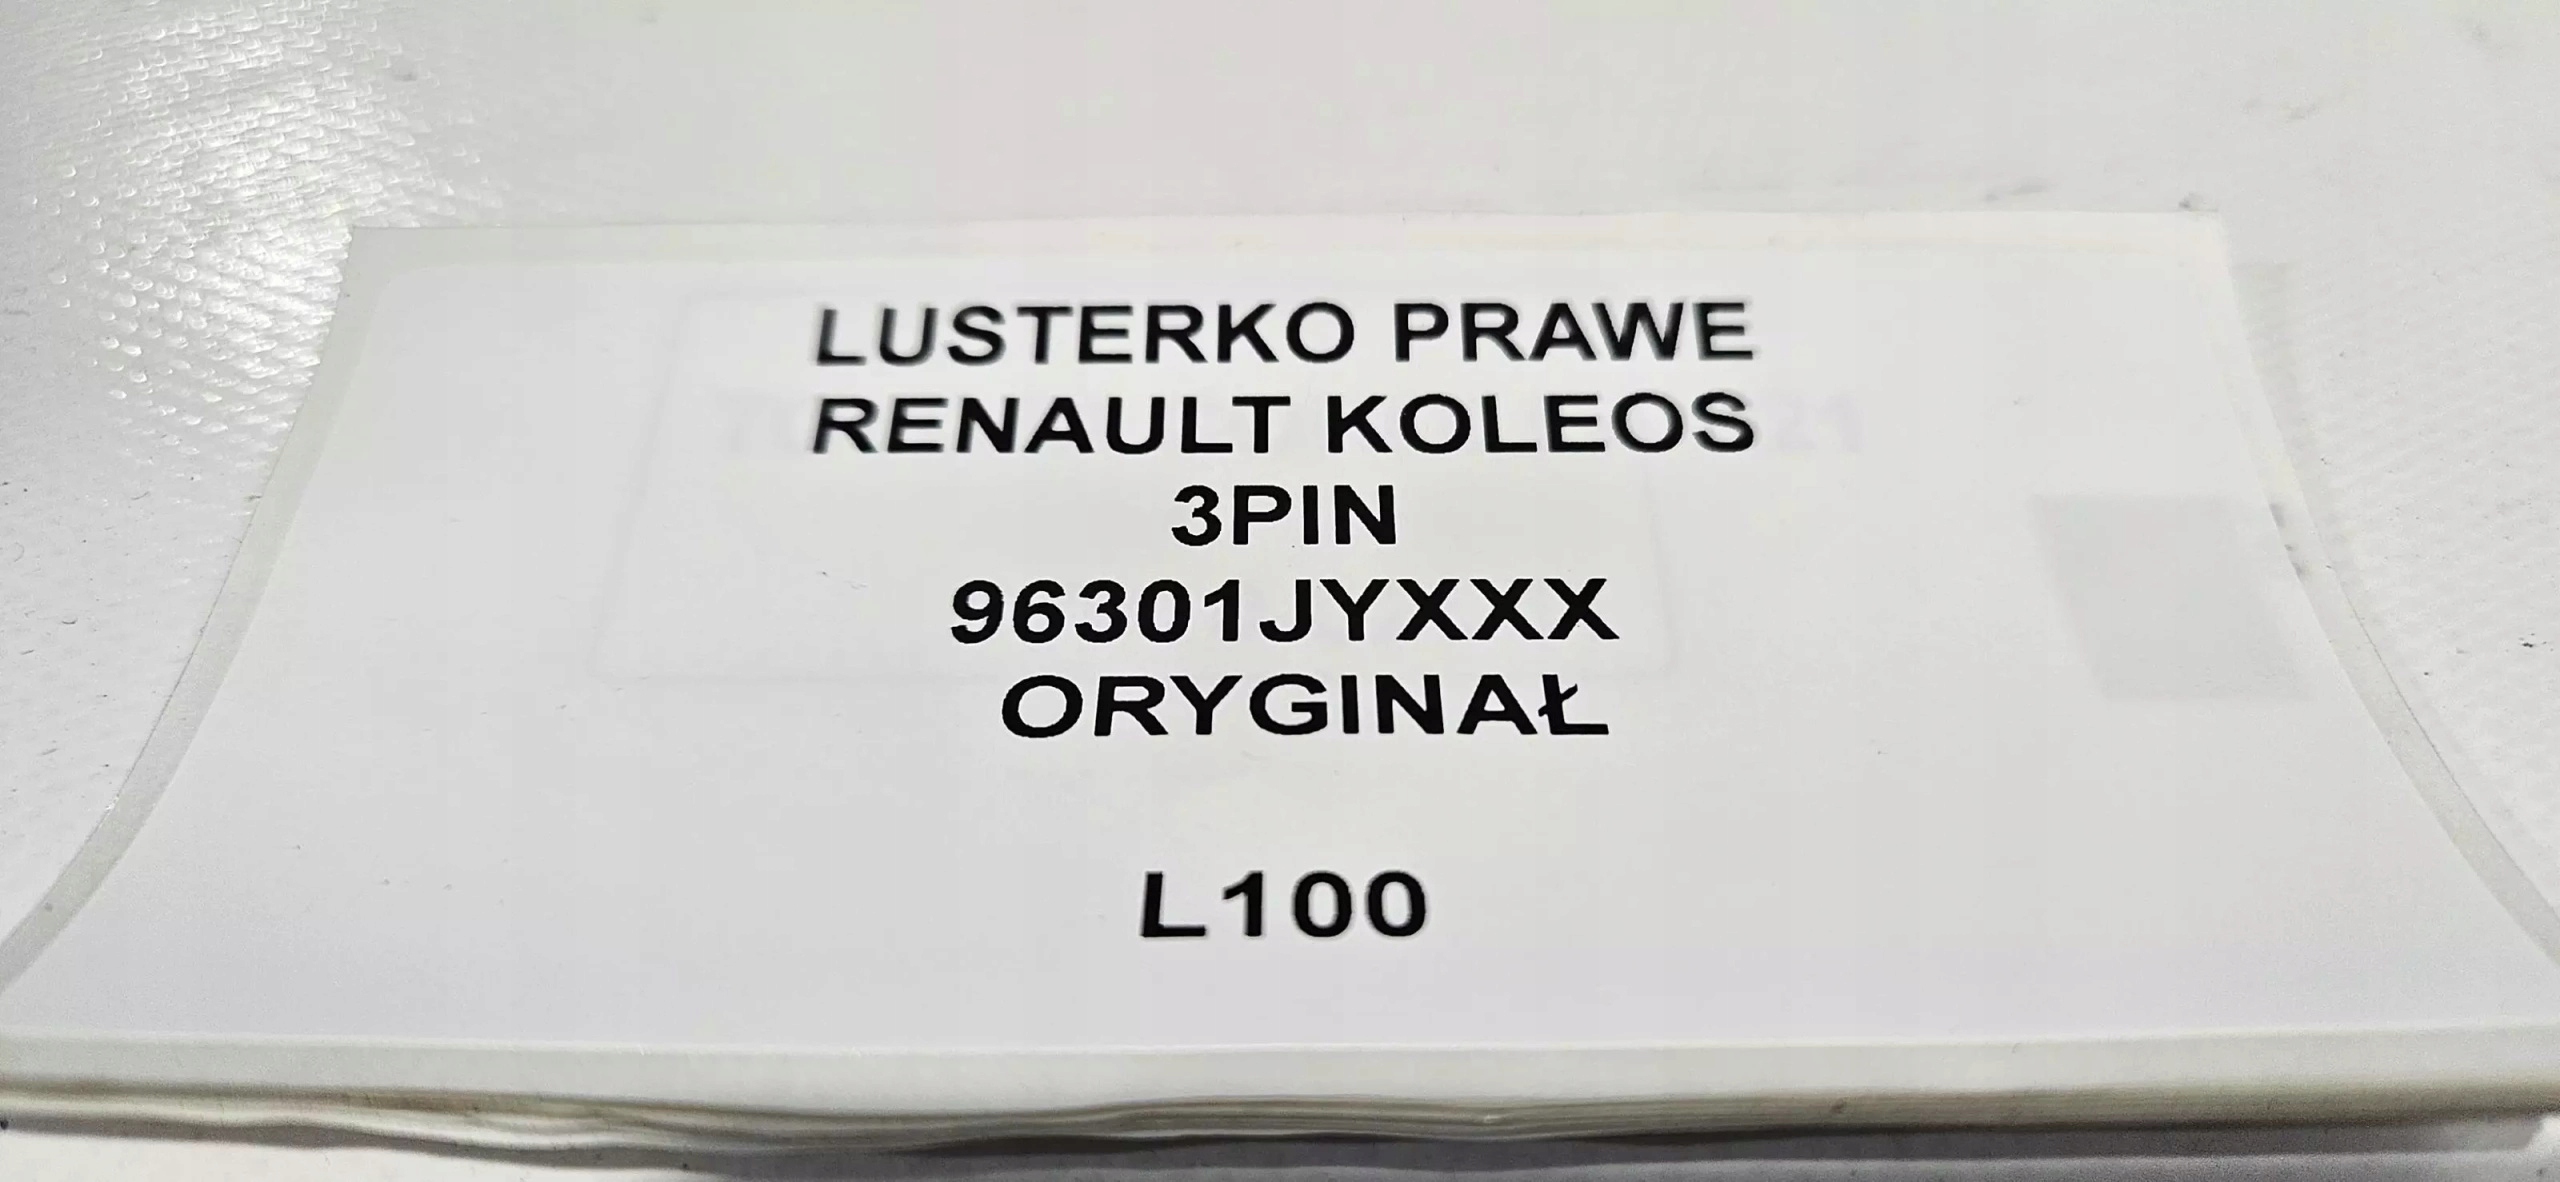 LUSTERKO PRAWE
RENAULT KOLEOS
3PIN
96301JYXXX
ORYGINAŁ
L100